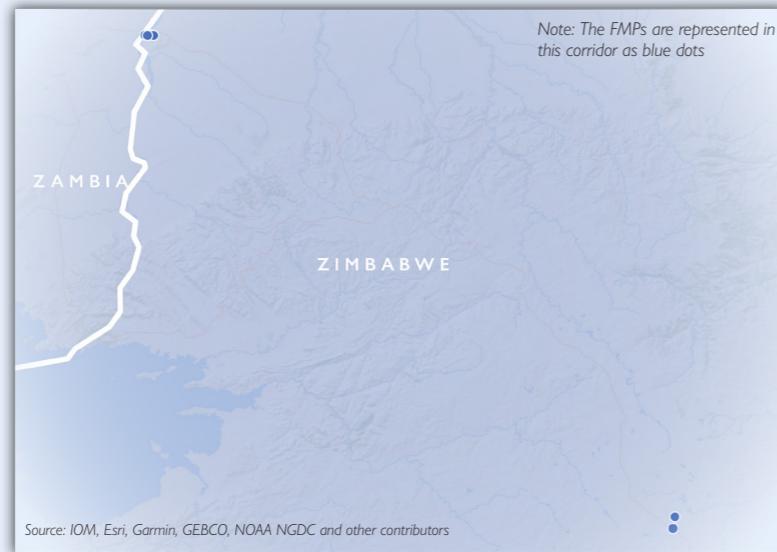 Note: The FMPs are represented in
this corridor as blue dots
ZAMBIA
ZIMBABWE
Source: IOM, Esri, Garmin, GEBCO, NOAA NGDC and other contributors